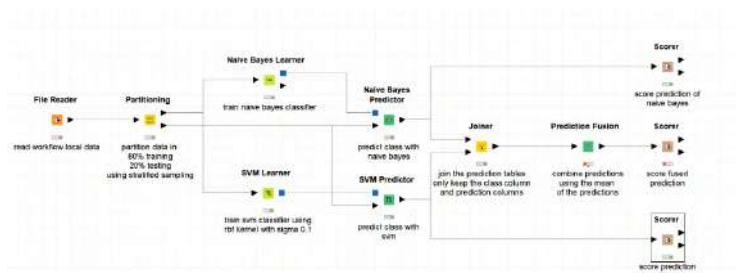 Scorer
Naive Bayes Learner
score prediction of
naive bayes
File Reader
Partitioning
train naive bayes classifier
Naive Bayes
Predictor
Joiner
Prediction Fusion
Scorer
read workflow local data
partition data in
80% training
20% testing
using stratified sampling
predict class with
naive bayes
join the prediction tables
only keep the class column
and prediction columns
combine predictions
using the mean
of the predictions
score fused
prediction
SVM Learner
SVM Predictor
train svm classifier using
rbf kernel with sigma 0.1
predict class with
svm
Scorer
score prediction